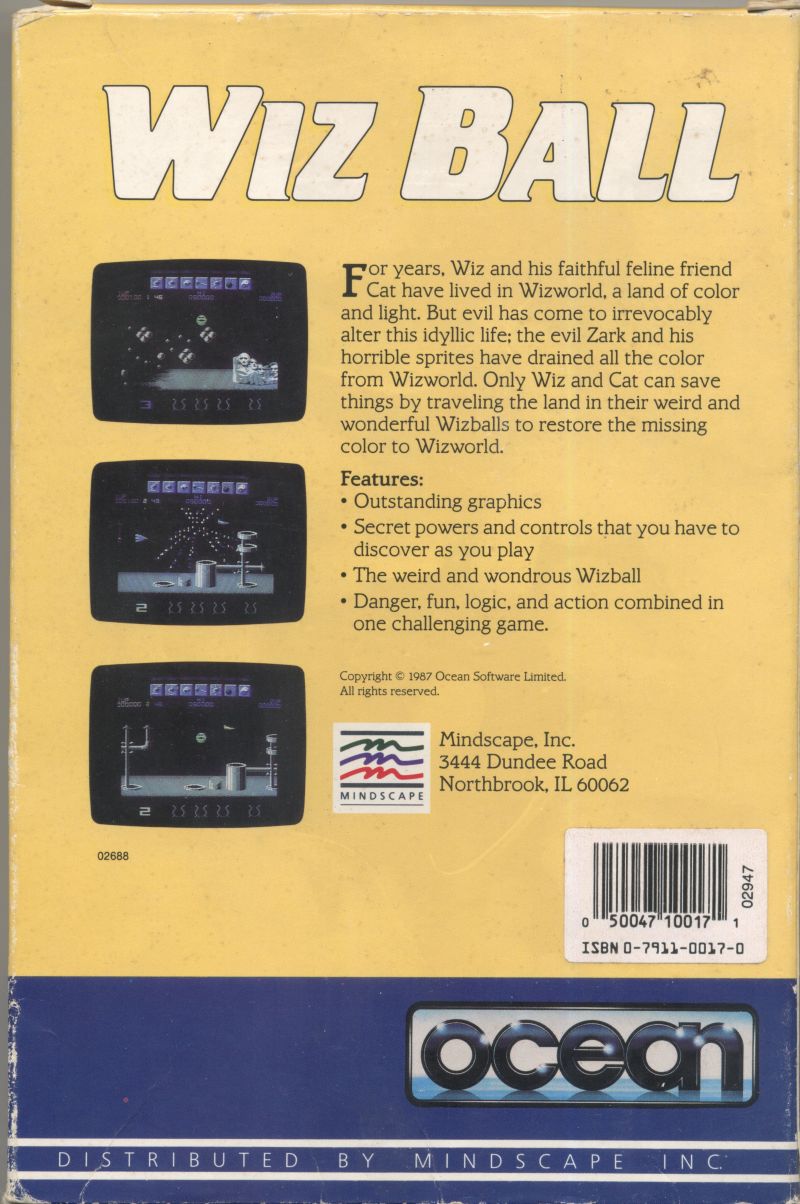 WIZ BALL
For years, Wiz and his faithful feline friend
Cat have lived in Wizworld, a land of color
and light. But evil has come to irrevocably
alter this idyllic life; the evil Zark and his
horrible sprites have drained all the color
from Wizworld. Only Wiz and Cat can save
things by traveling the land in their weird and
wonderful Wizballs to restore the missing
color to Wizworld.
Features:
• Outstanding graphics
• Secret powers and controls that you have to
discover as you play
• The weird and wondrous Wizball
• Danger, fun, logic, and action combined in
one challenging game.
Copyright © 1987 Ocean Software Limited.
All rights reserved.
MINDSCAPE
Mindscape, Inc.
3444 Dundee Road
Northbrook, IL 60062
3
2
2
02688
02947
0 50047 10017 1
ISBN 0-7911-0017-0
ocean
DISTRIBUTED BY MINDSCAPE INC.